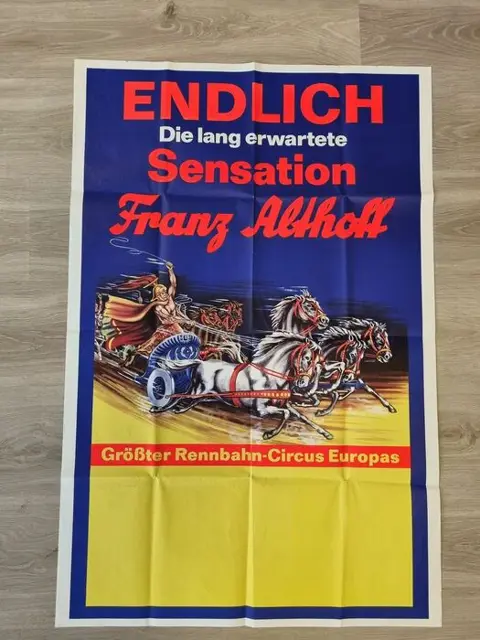 ENDLICH
Die lang erwartete
Sensation
Franz Althoff
Größter Rennbahn-Circus Europas